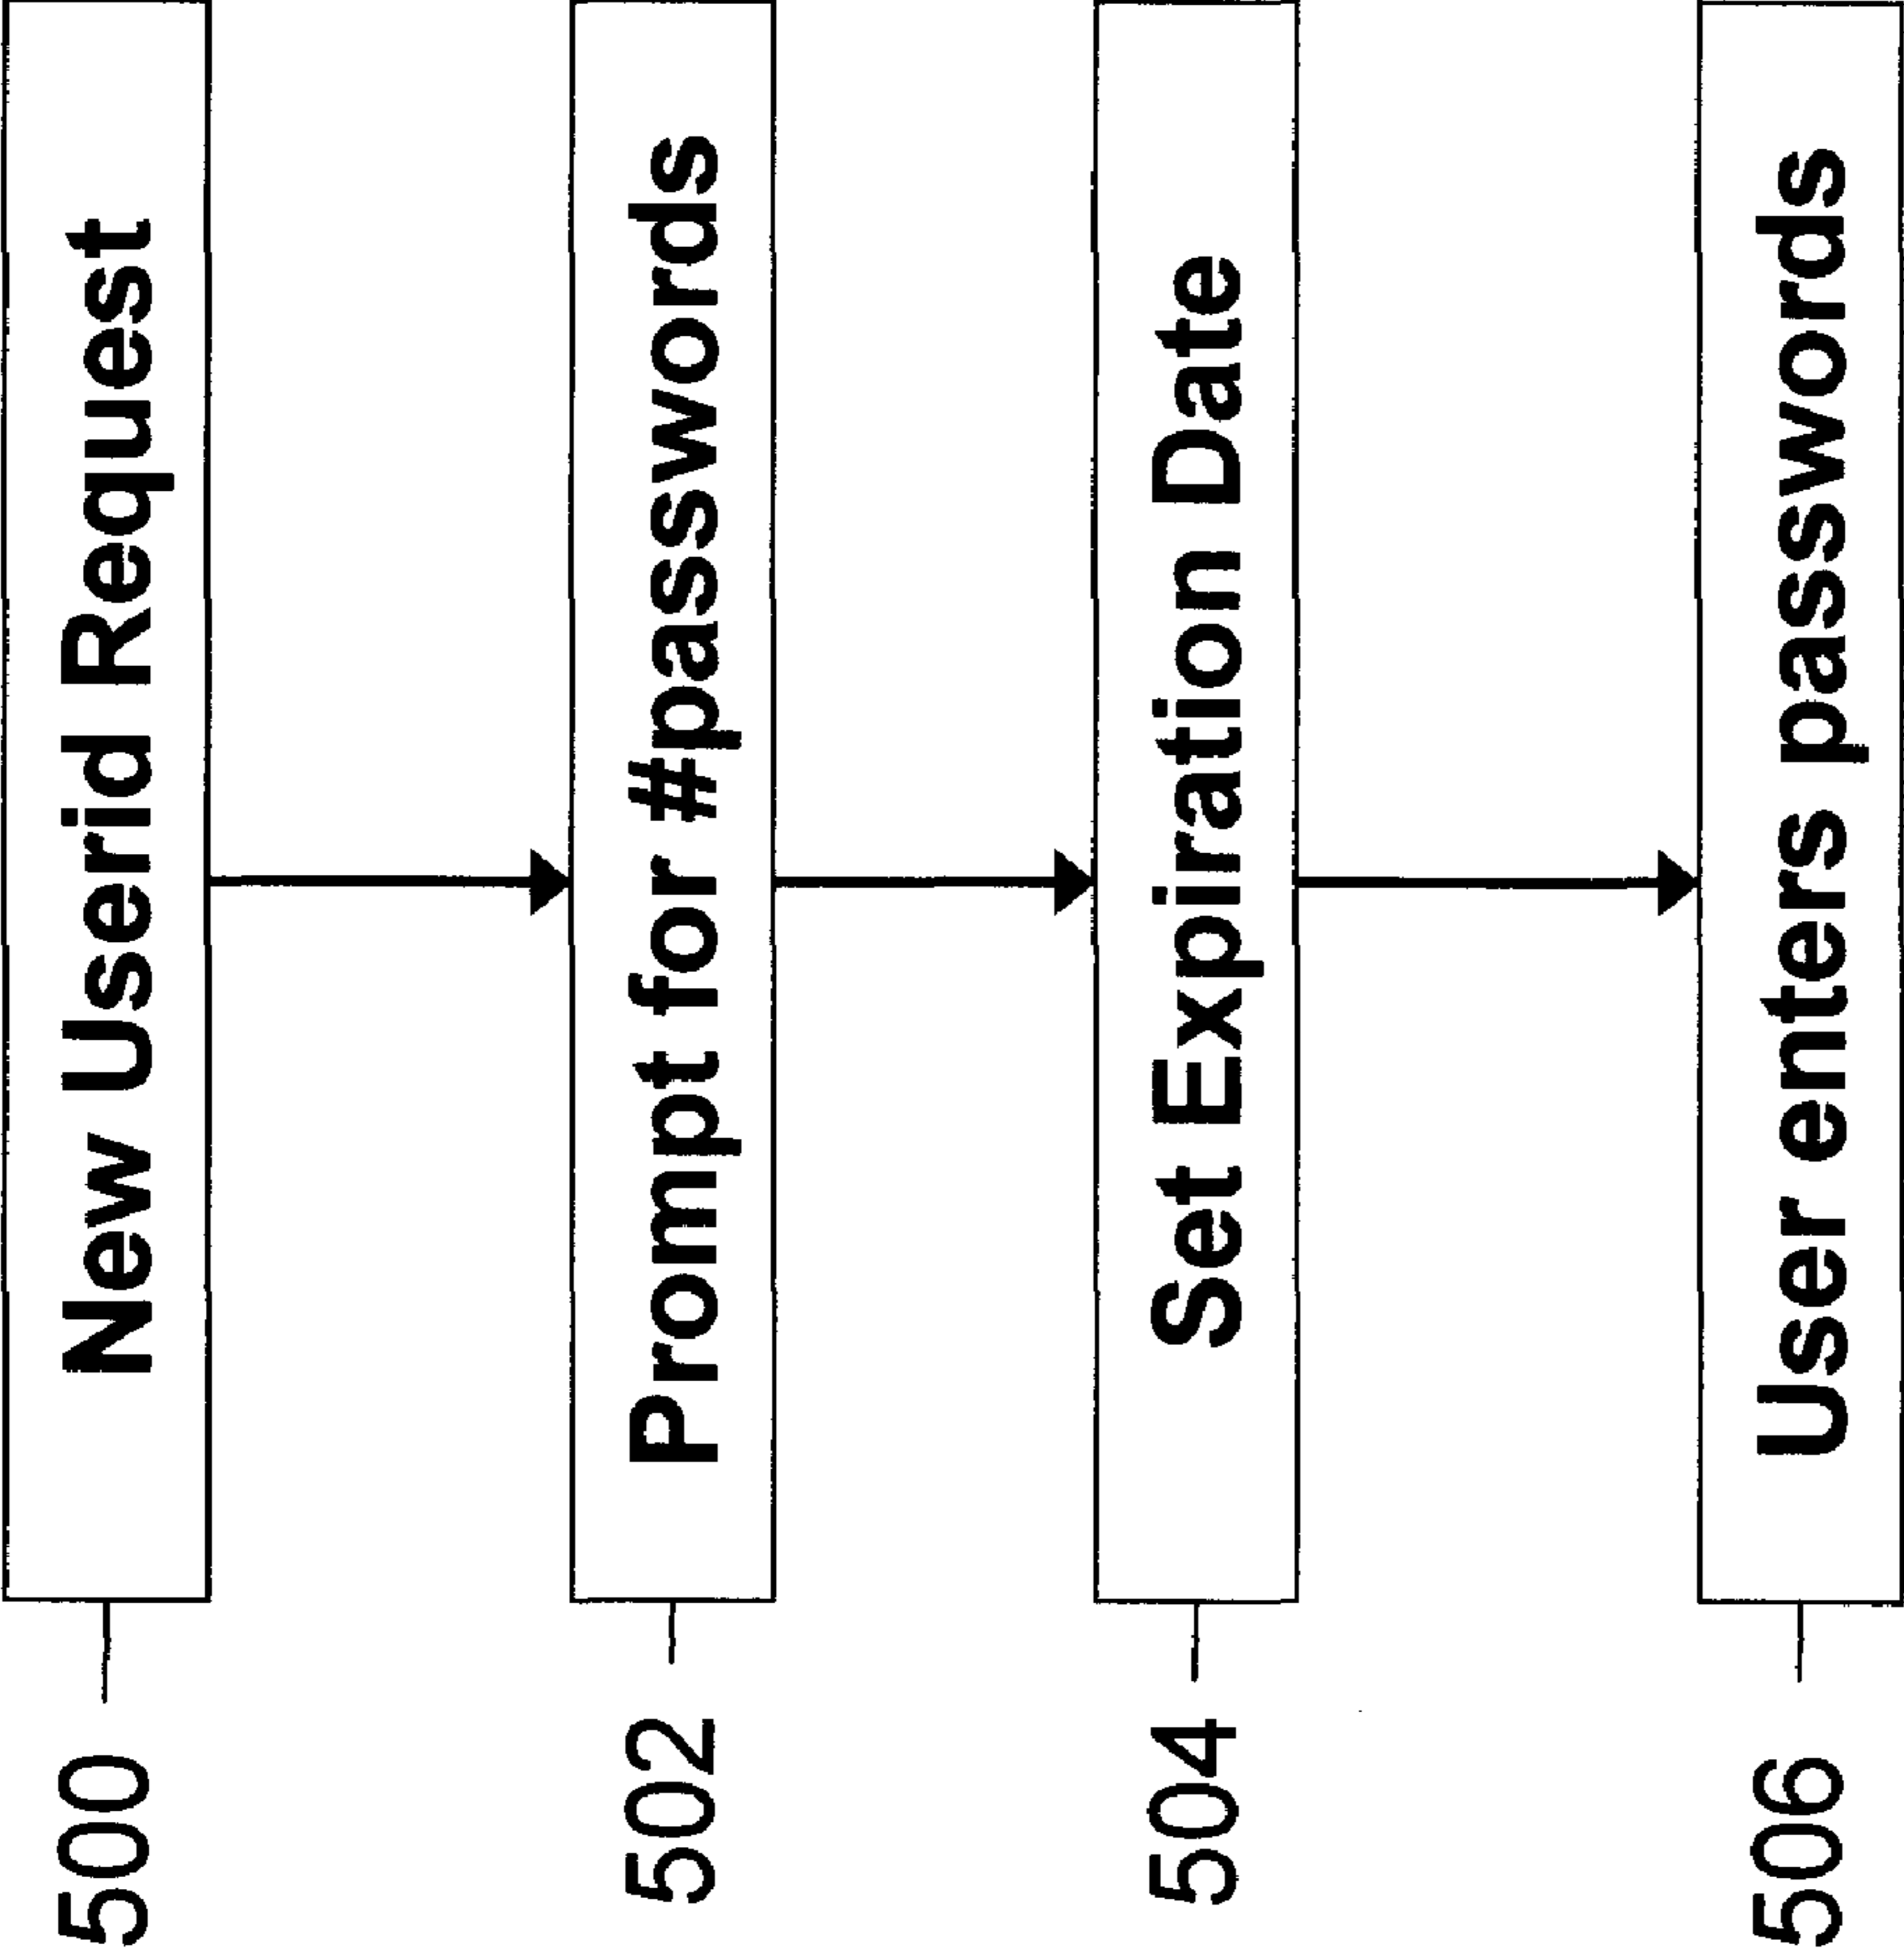 500
New Userid Request
502
Prompt for #passwords
504
Set Expiration Date
506
User enters passwords